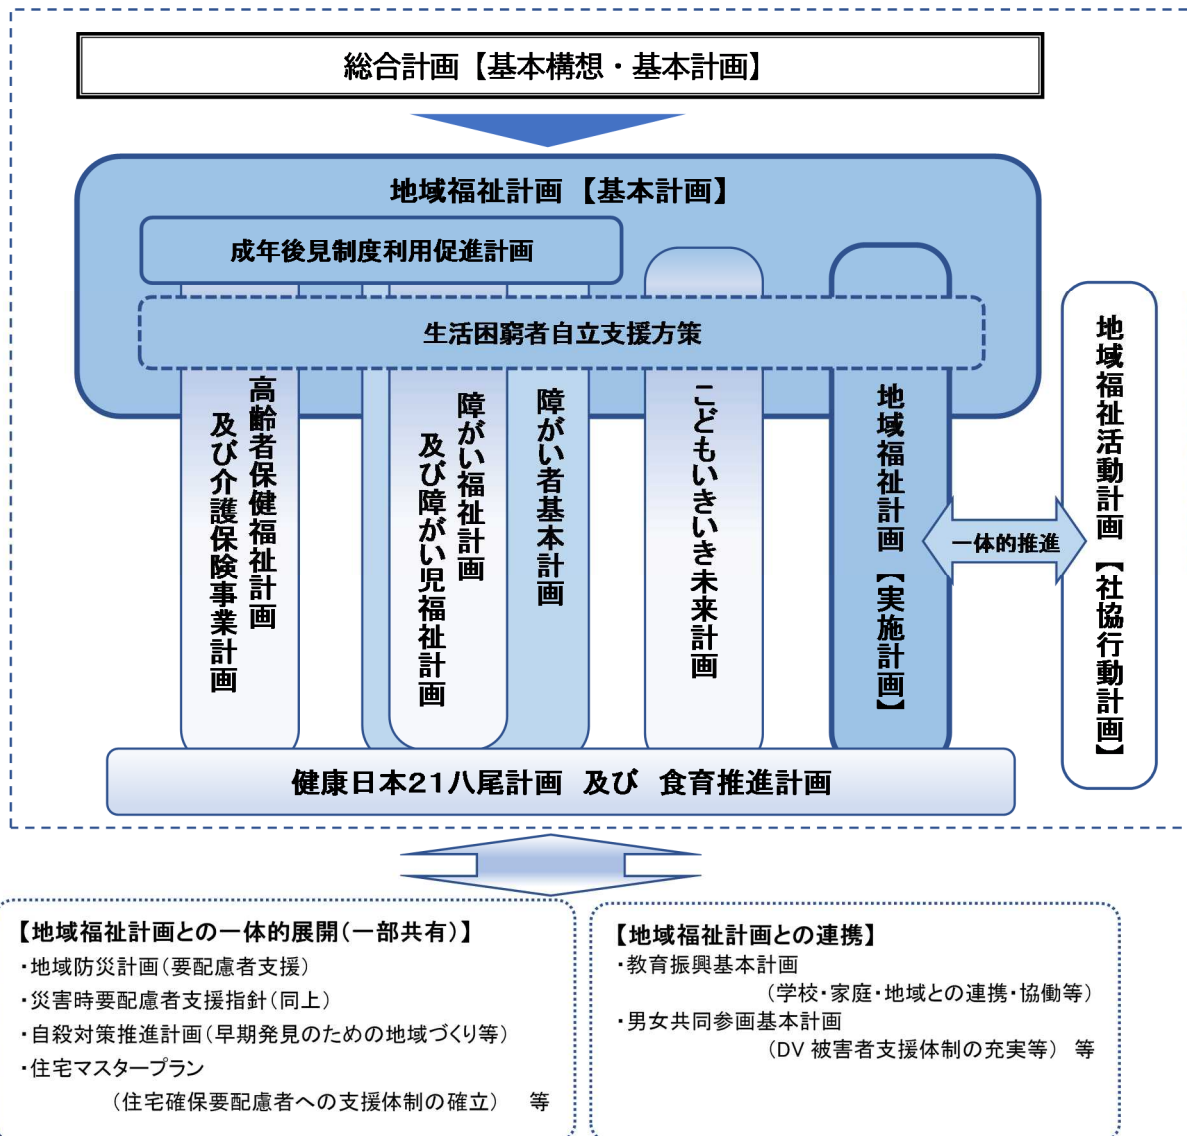 総合計画【基本構想・基本計画】
地域福祉計画【基本計画】
成年後見制度利用促進計画
生活困窮者自立支援方策
高齢者保健福祉計画
及び介護保険事業計画
障がい福祉計画
及び障がい児福祉計画
障がい者基本計画
こどもいきいき未来計画
地域福祉計画【実施計画】
一体的推進
地域福祉活動計画【社協行動計画】
健康日本21八尾計画 及び 食育推進計画
【地域福祉計画との一体的展開(一部共有)】
・地域防災計画(要配慮者支援)
・災害時要配慮者支援指針(同上)
・自殺対策推進計画(早期発見のための地域づくり等)
・住宅マスタープラン
(住宅確保要配慮者への支援体制の確立) 等
【地域福祉計画との連携】
・教育振興基本計画
(学校・家庭・地域との連携・協働等)
・男女共同参画基本計画
(DV被害者支援体制の充実等) 等